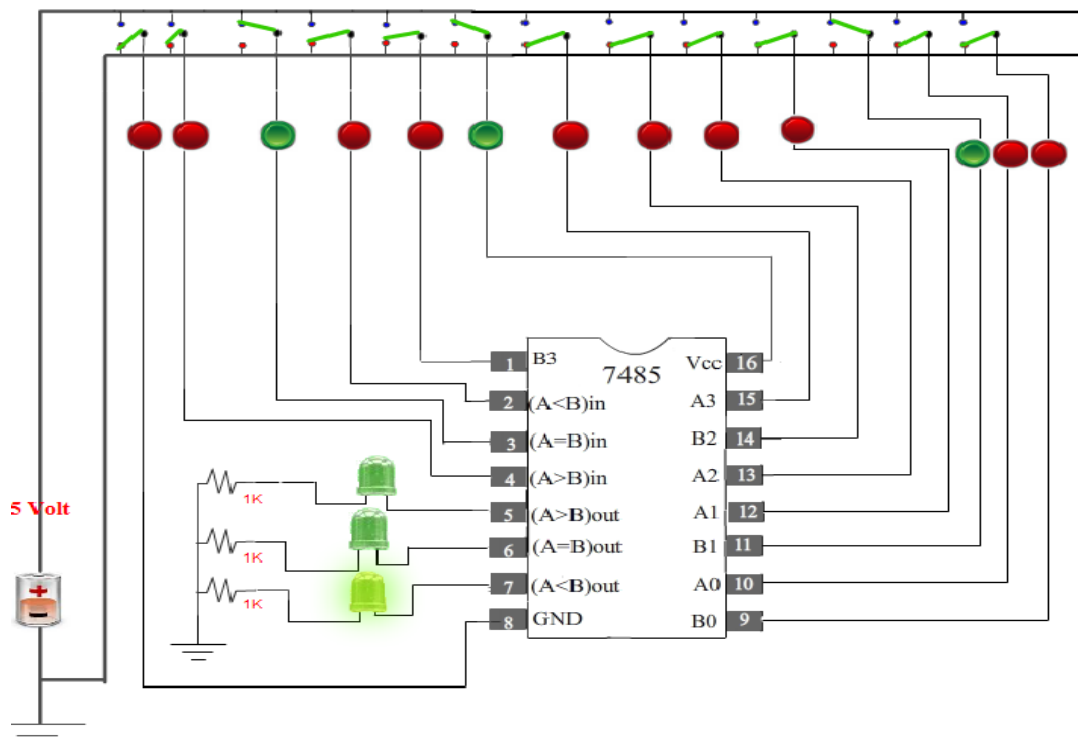 7485
1 B3
2 (A<B)in
3 (A=B)in
4 (A>B)in
5 (A>B)out
6 (A=B)out
7 (A<B)out
8 GND
Vcc 16
A3 15
B2 14
A2 13
A1 12
B1 11
A0 10
B0 9
1K
1K
1K
5 Volt